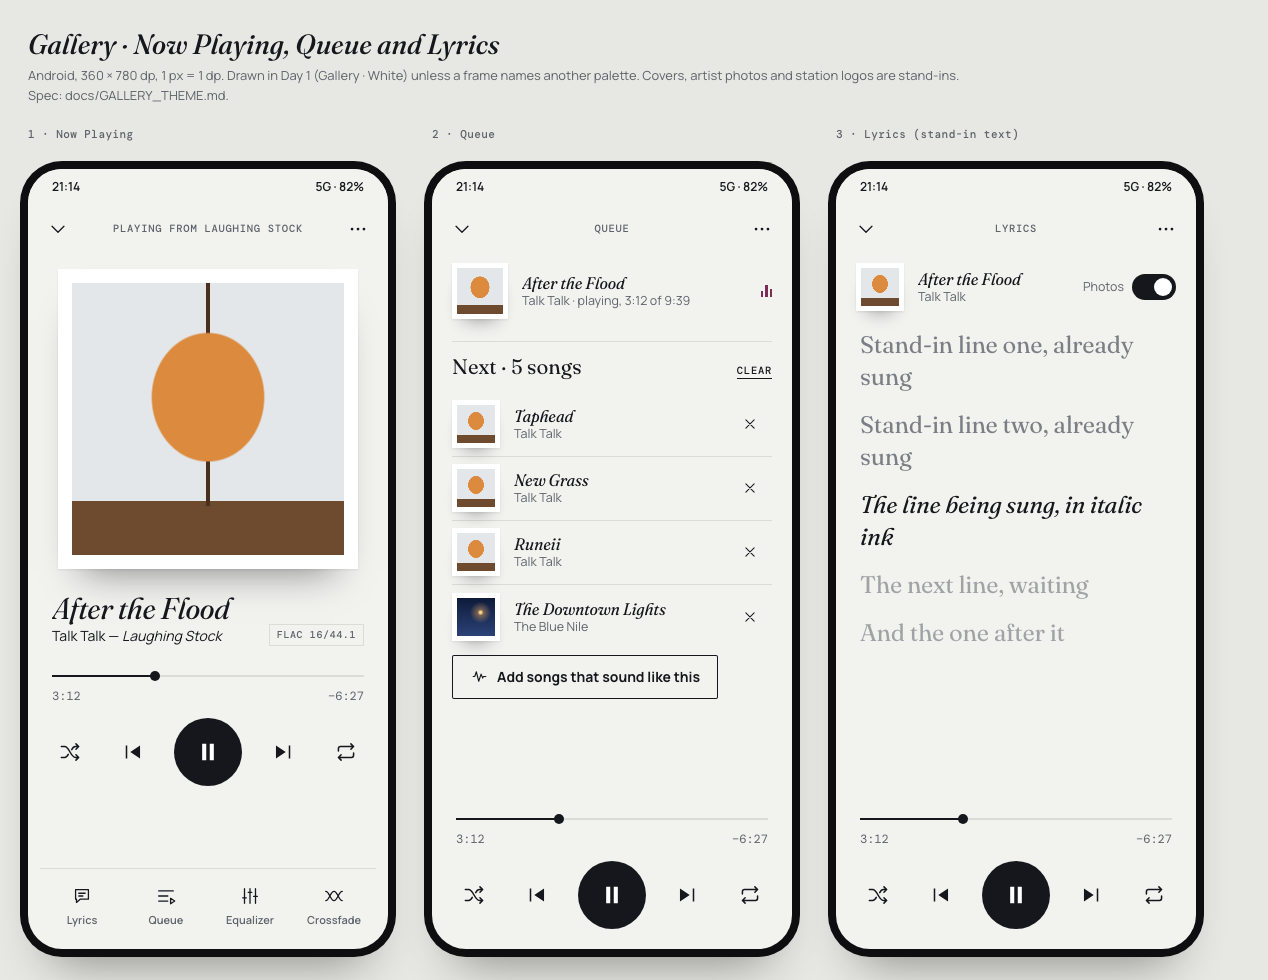 Gallery · Now Playing, Queue and Lyrics
Android, 360 × 780 dp, 1 px = 1 dp. Drawn in Day 1 (Gallery · White) unless a frame names another palette. Covers, artist photos and station logos are stand-ins.
Spec: docs/GALLERY_THEME.md.
1 · Now Playing
21:14
5G · 82%
PLAYING FROM LAUGHING STOCK
After the Flood
Talk Talk — Laughing Stock
FLAC 16/44.1
3:12
−6:27
Lyrics
Queue
Equalizer
Crossfade
2 · Queue
21:14
5G · 82%
QUEUE
After the Flood
Talk Talk · playing, 3:12 of 9:39
Next · 5 songs
CLEAR
Taphead
Talk Talk
New Grass
Talk Talk
Runeii
Talk Talk
The Downtown Lights
The Blue Nile
Add songs that sound like this
3:12
−6:27
3 · Lyrics (stand-in text)
21:14
5G · 82%
LYRICS
After the Flood
Talk Talk
Photos
Stand-in line one, already
sung
Stand-in line two, already
sung
The line being sung, in italic
ink
The next line, waiting
And the one after it
3:12
−6:27